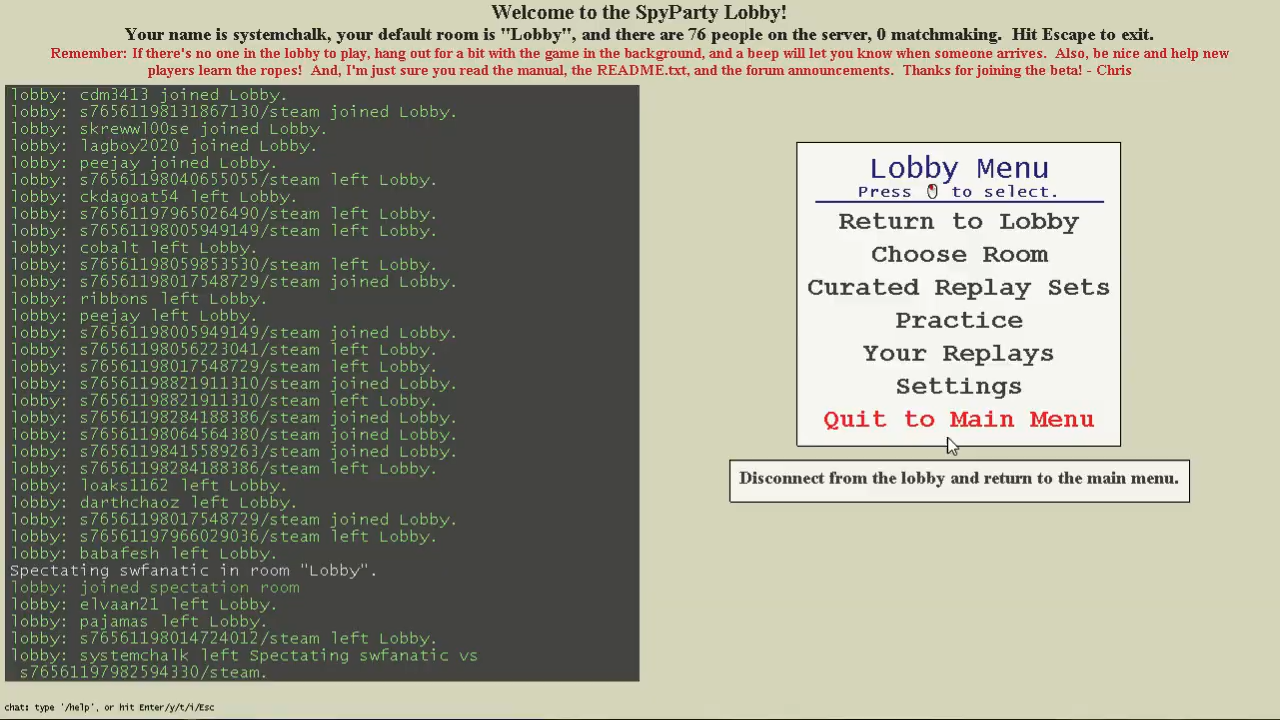 Welcome to the SpyParty Lobby!
Your name is systemchalk, your default room is "Lobby", and there are 76 people on the server, 0 matchmaking.  Hit Escape to exit.
Remember: If there's no one in the lobby to play, hang out for a bit with the game in the background, and a beep will let you know when someone arrives.  Also, be nice and help new
players learn the ropes!  And, I'm just sure you read the manual, the README.txt, and the forum announcements.  Thanks for joining the beta! - Chris
lobby: cdm3413 joined Lobby.
lobby: s76561198131867130/steam joined Lobby.
lobby: skrewwl00se joined Lobby.
lobby: lagboy2020 joined Lobby.
lobby: peejay joined Lobby.
lobby: s76561198040655055/steam left Lobby.
lobby: ckdagoat54 left Lobby.
lobby: s76561197965026490/steam left Lobby.
lobby: s76561198005949149/steam left Lobby.
lobby: cobalt left Lobby.
lobby: s76561198059853530/steam left Lobby.
lobby: s76561198017548729/steam joined Lobby.
lobby: ribbons left Lobby.
lobby: peejay left Lobby.
lobby: s76561198005949149/steam joined Lobby.
lobby: s76561198056223041/steam left Lobby.
lobby: s76561198017548729/steam left Lobby.
lobby: s76561198821911310/steam joined Lobby.
lobby: s76561198821911310/steam left Lobby.
lobby: s76561198284188386/steam joined Lobby.
lobby: s76561198064564380/steam joined Lobby.
lobby: s76561198415589263/steam joined Lobby.
lobby: s76561198284188386/steam left Lobby.
lobby: loaks1162 left Lobby.
lobby: darthchaoz left Lobby.
lobby: s76561198017548729/steam joined Lobby.
lobby: s76561197966029036/steam left Lobby.
lobby: babafesh left Lobby.
Spectating swfanatic in room "Lobby".
lobby: joined spectation room
lobby: elvaan21 left Lobby.
lobby: pajamas left Lobby.
lobby: s76561198014724012/steam left Lobby.
lobby: systemchalk left Spectating swfanatic vs
s76561197982594330/steam.
chat: type '/help', or hit Enter/y/t/i/Esc
Lobby Menu
Press to select.
Return to Lobby
Choose Room
Curated Replay Sets
Practice
Your Replays
Settings
Quit to Main Menu
Disconnect from the lobby and return to the main menu.